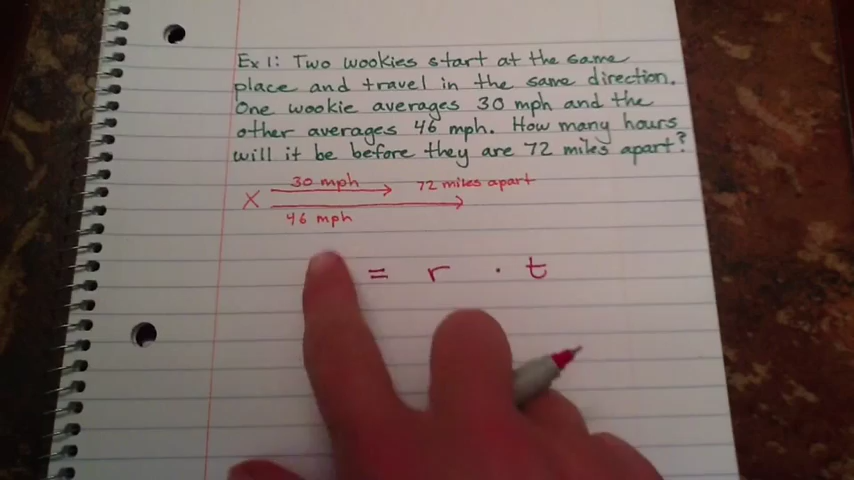 Ex 1: Two wookies start at the same
place and travel in the same direction.
One wookie averages 30 mph and the
other averages 46 mph. How many hours
will it be before they are 72 miles apart?
30 mph 72 miles apart
X
46 mph
= r · t